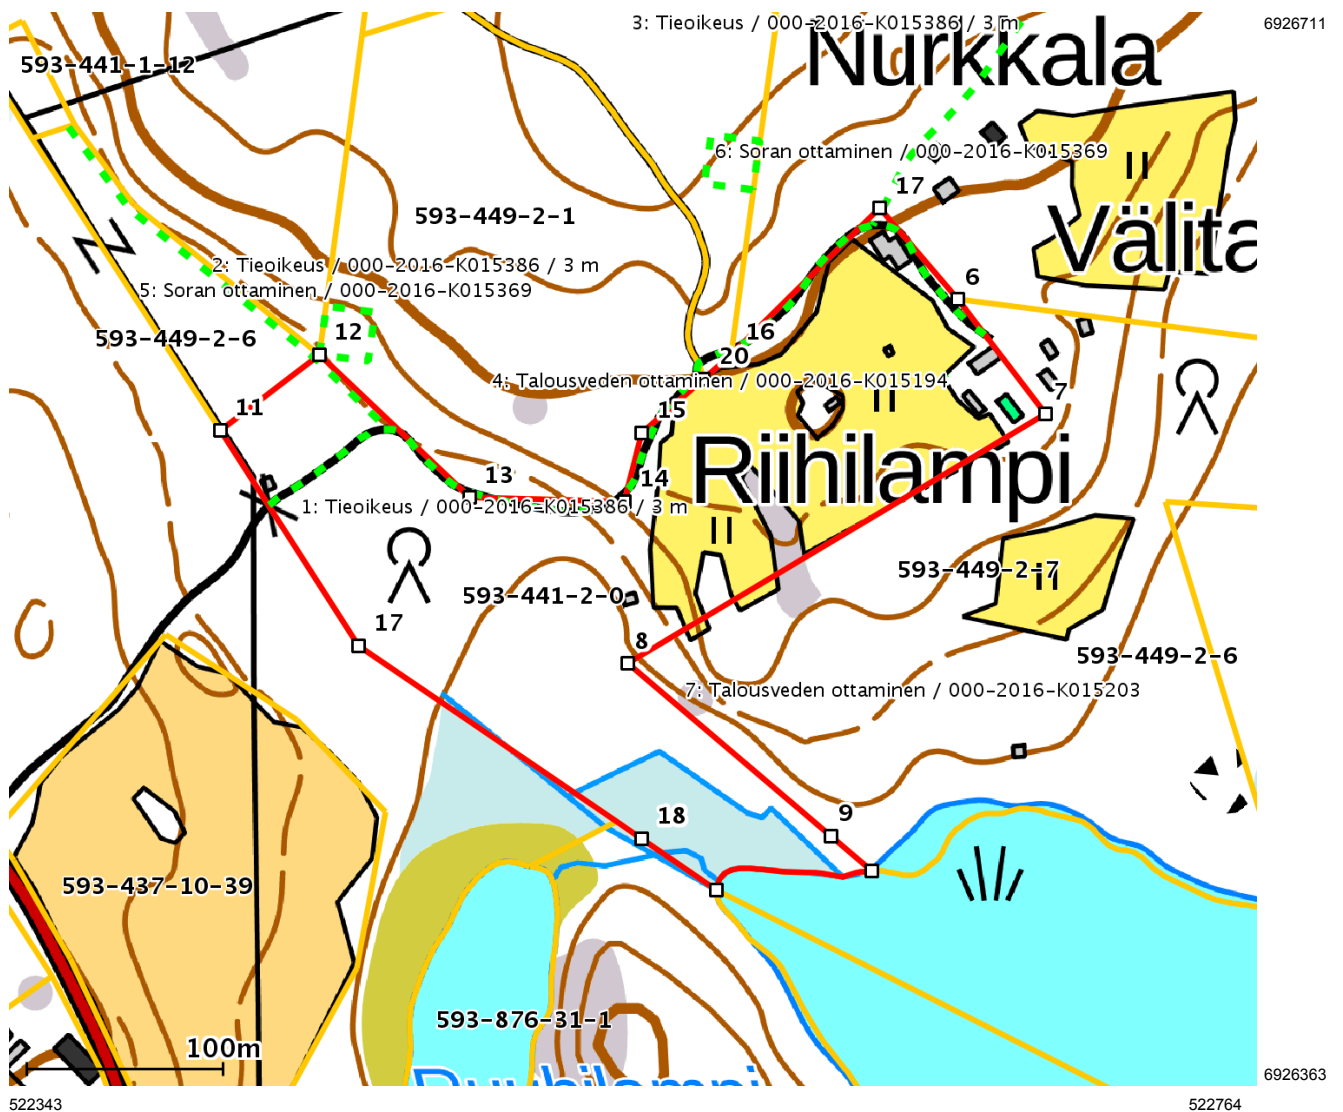 3: Tieoikeus / 000-2016-K015386 / 3 m
6926711
Nurkkala
593-441-1-12
6: Soran ottaminen / 000-2016-K015369
17
593-449-2-1
Välita
2: Tieoikeus / 000-2016-K015386 / 3 m
6
5: Soran ottaminen / 000-2016-K015369
12
16
593-449-2-6
20
4: Talousveden ottaminen / 000-2016-K015194
7
11
15
Riihilampi
13
14
1: Tieoikeus / 000-2016-K015386 / 3 m
593-449-2-7
593-441-2-0
17
8
593-449-2-6
7: Talousveden ottaminen / 000-2016-K015203
18
9
593-437-10-39
593-876-31-1
100m
6926363
522343
522764